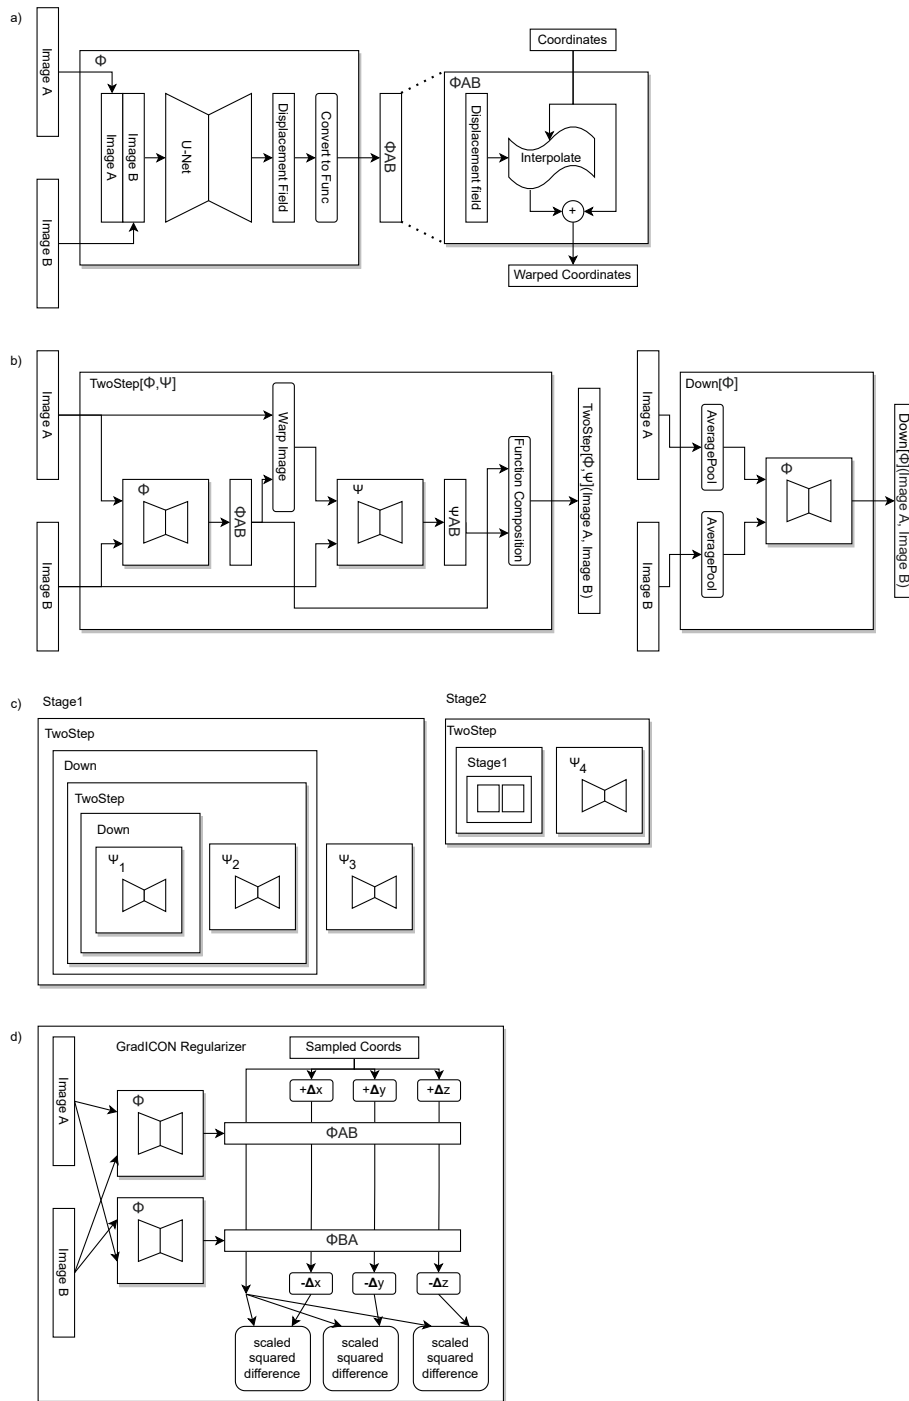 a)
Image A
Image B
Φ
Image A
Image B
U-Net
Displacement Field
Convert to Func
ΦAB
Coordinates
ΦAB
Displacement field
Interpolate
+
Warped Coordinates
b)
Image A
Image B
TwoStep[Φ,Ψ]
Φ
ΦAB
Warp Image
Ψ
ΨAB
Function Composition
TwoStep[Φ,Ψ](Image A, Image B)
Image A
Image B
Down[Φ]
AveragePool
AveragePool
Φ
Down[Φ](Image A, Image B)
c)
Stage1
TwoStep
Down
TwoStep
Down
Ψ1
Ψ2
Ψ3
Stage2
TwoStep
Stage1
Ψ4
d)
GradICON Regularizer
Image A
Image B
Φ
Φ
Sampled Coords
+Δx
+Δy
+Δz
ΦAB
ΦBA
-Δx
-Δy
-Δz
scaled
squared
difference
scaled
squared
difference
scaled
squared
difference